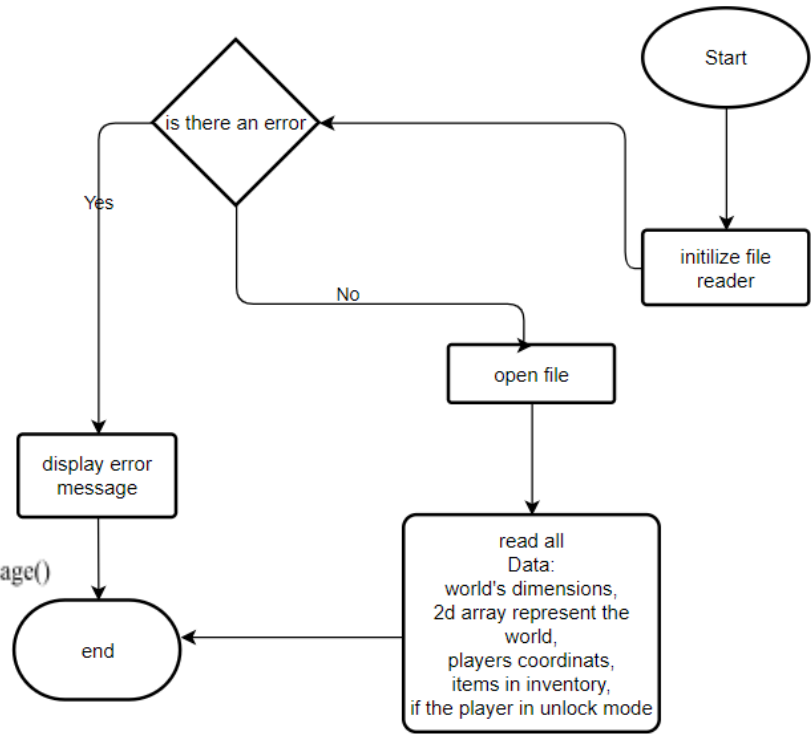 Start
initilize file
reader
is there an error
Yes
No
open file
display error
message
read all
Data:
world's dimensions,
2d array represent the
world,
players coordinats,
items in inventory,
if the player in unlock mode
age()
end